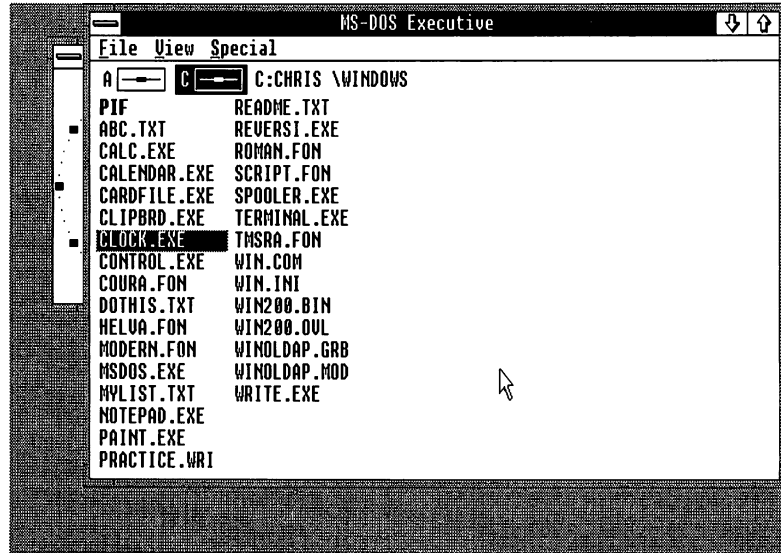 MS-DOS Executive
File View Special
A C C:CHRIS \WINDOWS
PIF README.TXT
ABC.TXT REVERSI.EXE
CALC.EXE ROMAN.FON
CALENDAR.EXE SCRIPT.FON
CARDFILE.EXE SPOOLER.EXE
CLIPBRD.EXE TERMINAL.EXE
CLOCK.EXE TMSRA.FON
CONTROL.EXE WIN.COM
COURA.FON WIN.INI
DOTHIS.TXT WIN200.BIN
HELVA.FON WIN200.OVL
MODERN.FON WINOLDAP.GRB
MSDOS.EXE WINOLDAP.MOD
MYLIST.TXT WRITE.EXE
NOTEPAD.EXE
PAINT.EXE
PRACTICE.WRI